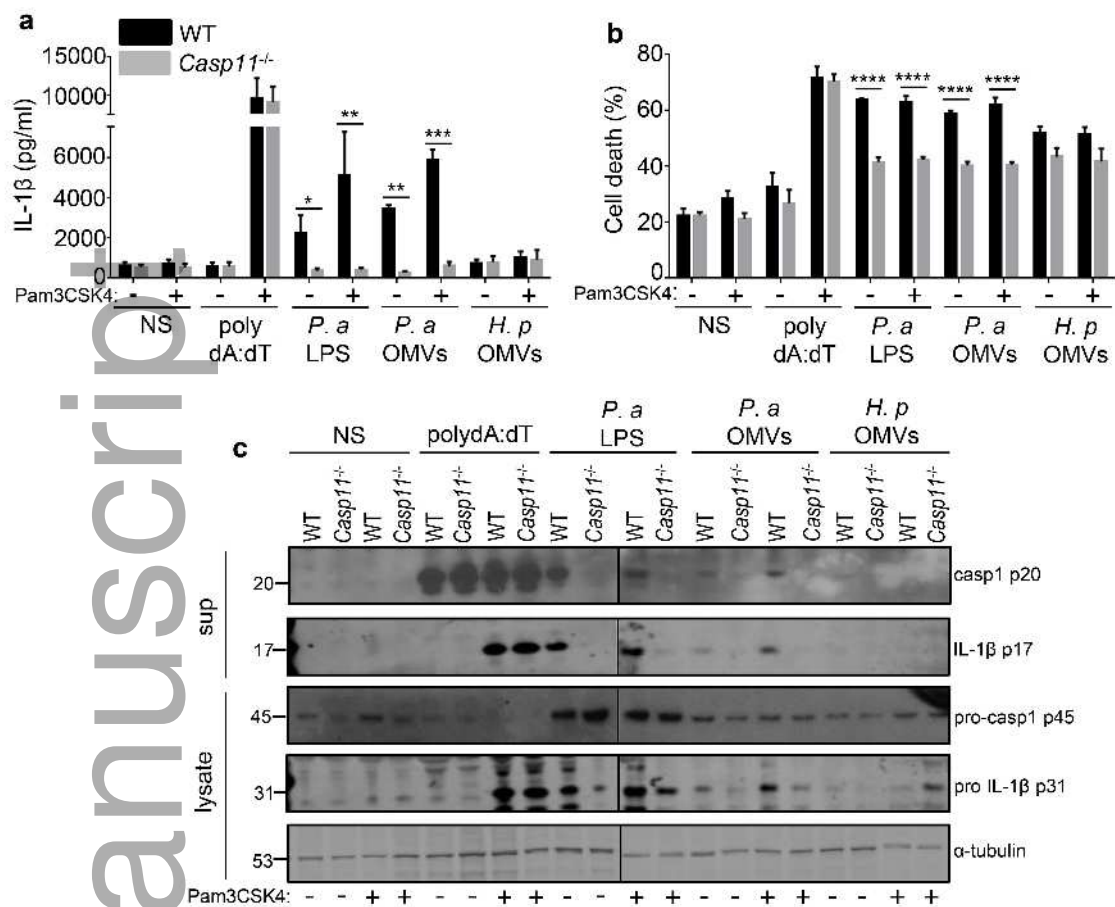 a
WT
Casp11-/-
15000
10000
6000
4000
2000
0
IL-1β (pg/ml)
* ** ** ***
Pam3CSK4: - + - + - + - + - +
NS poly dA:dT P. a LPS P. a OMVs H. p OMVs
b
80
60
40
20
0
Cell death (%)
**** **** **** ****
Pam3CSK4: - + - + - + - + - +
NS poly dA:dT P. a LPS P. a OMVs H. p OMVs
anuscrip
c
NS polydA:dT P. a LPS P. a OMVs H. p OMVs
WT Casp11-/- WT Casp11-/- WT Casp11-/- WT Casp11-/- WT Casp11-/- WT Casp11-/- WT Casp11-/- WT Casp11-/- WT Casp11-/- WT Casp11-/-
sup
20 casp1 p20
17 IL-1β p17
lysate
45 pro-casp1 p45
31 pro IL-1β p31
53 α-tubulin
Pam3CSK4: - - + + - - + + - - + + - - + + - - + +